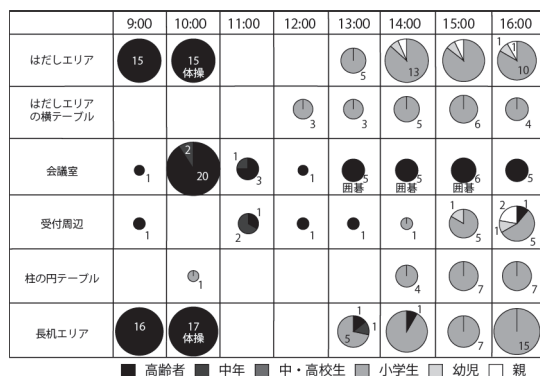 9:00 10:00 11:00 12:00 13:00 14:00 15:00 16:00
はだしエリア 15 15 体操 5 13 1 1 10
はだしエリアの横テーブル 3 3 5 6 4
会議室 1 2 20 1 3 1 5 囲碁 5 囲碁 6 囲碁 5
受付周辺 1 1 2 1 1 1 1 5 2 1 1 5
柱の円テーブル 1 4 7 7
長机エリア 16 17 体操 1 1 5 1 7 15
高齢者 中年 中・高校生 小学生 幼児 親